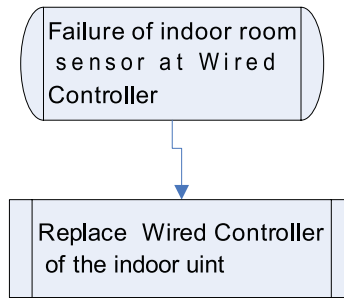 Failure of indoor room
sensor at Wired
Controller
Replace Wired Controller
of the indoor uint